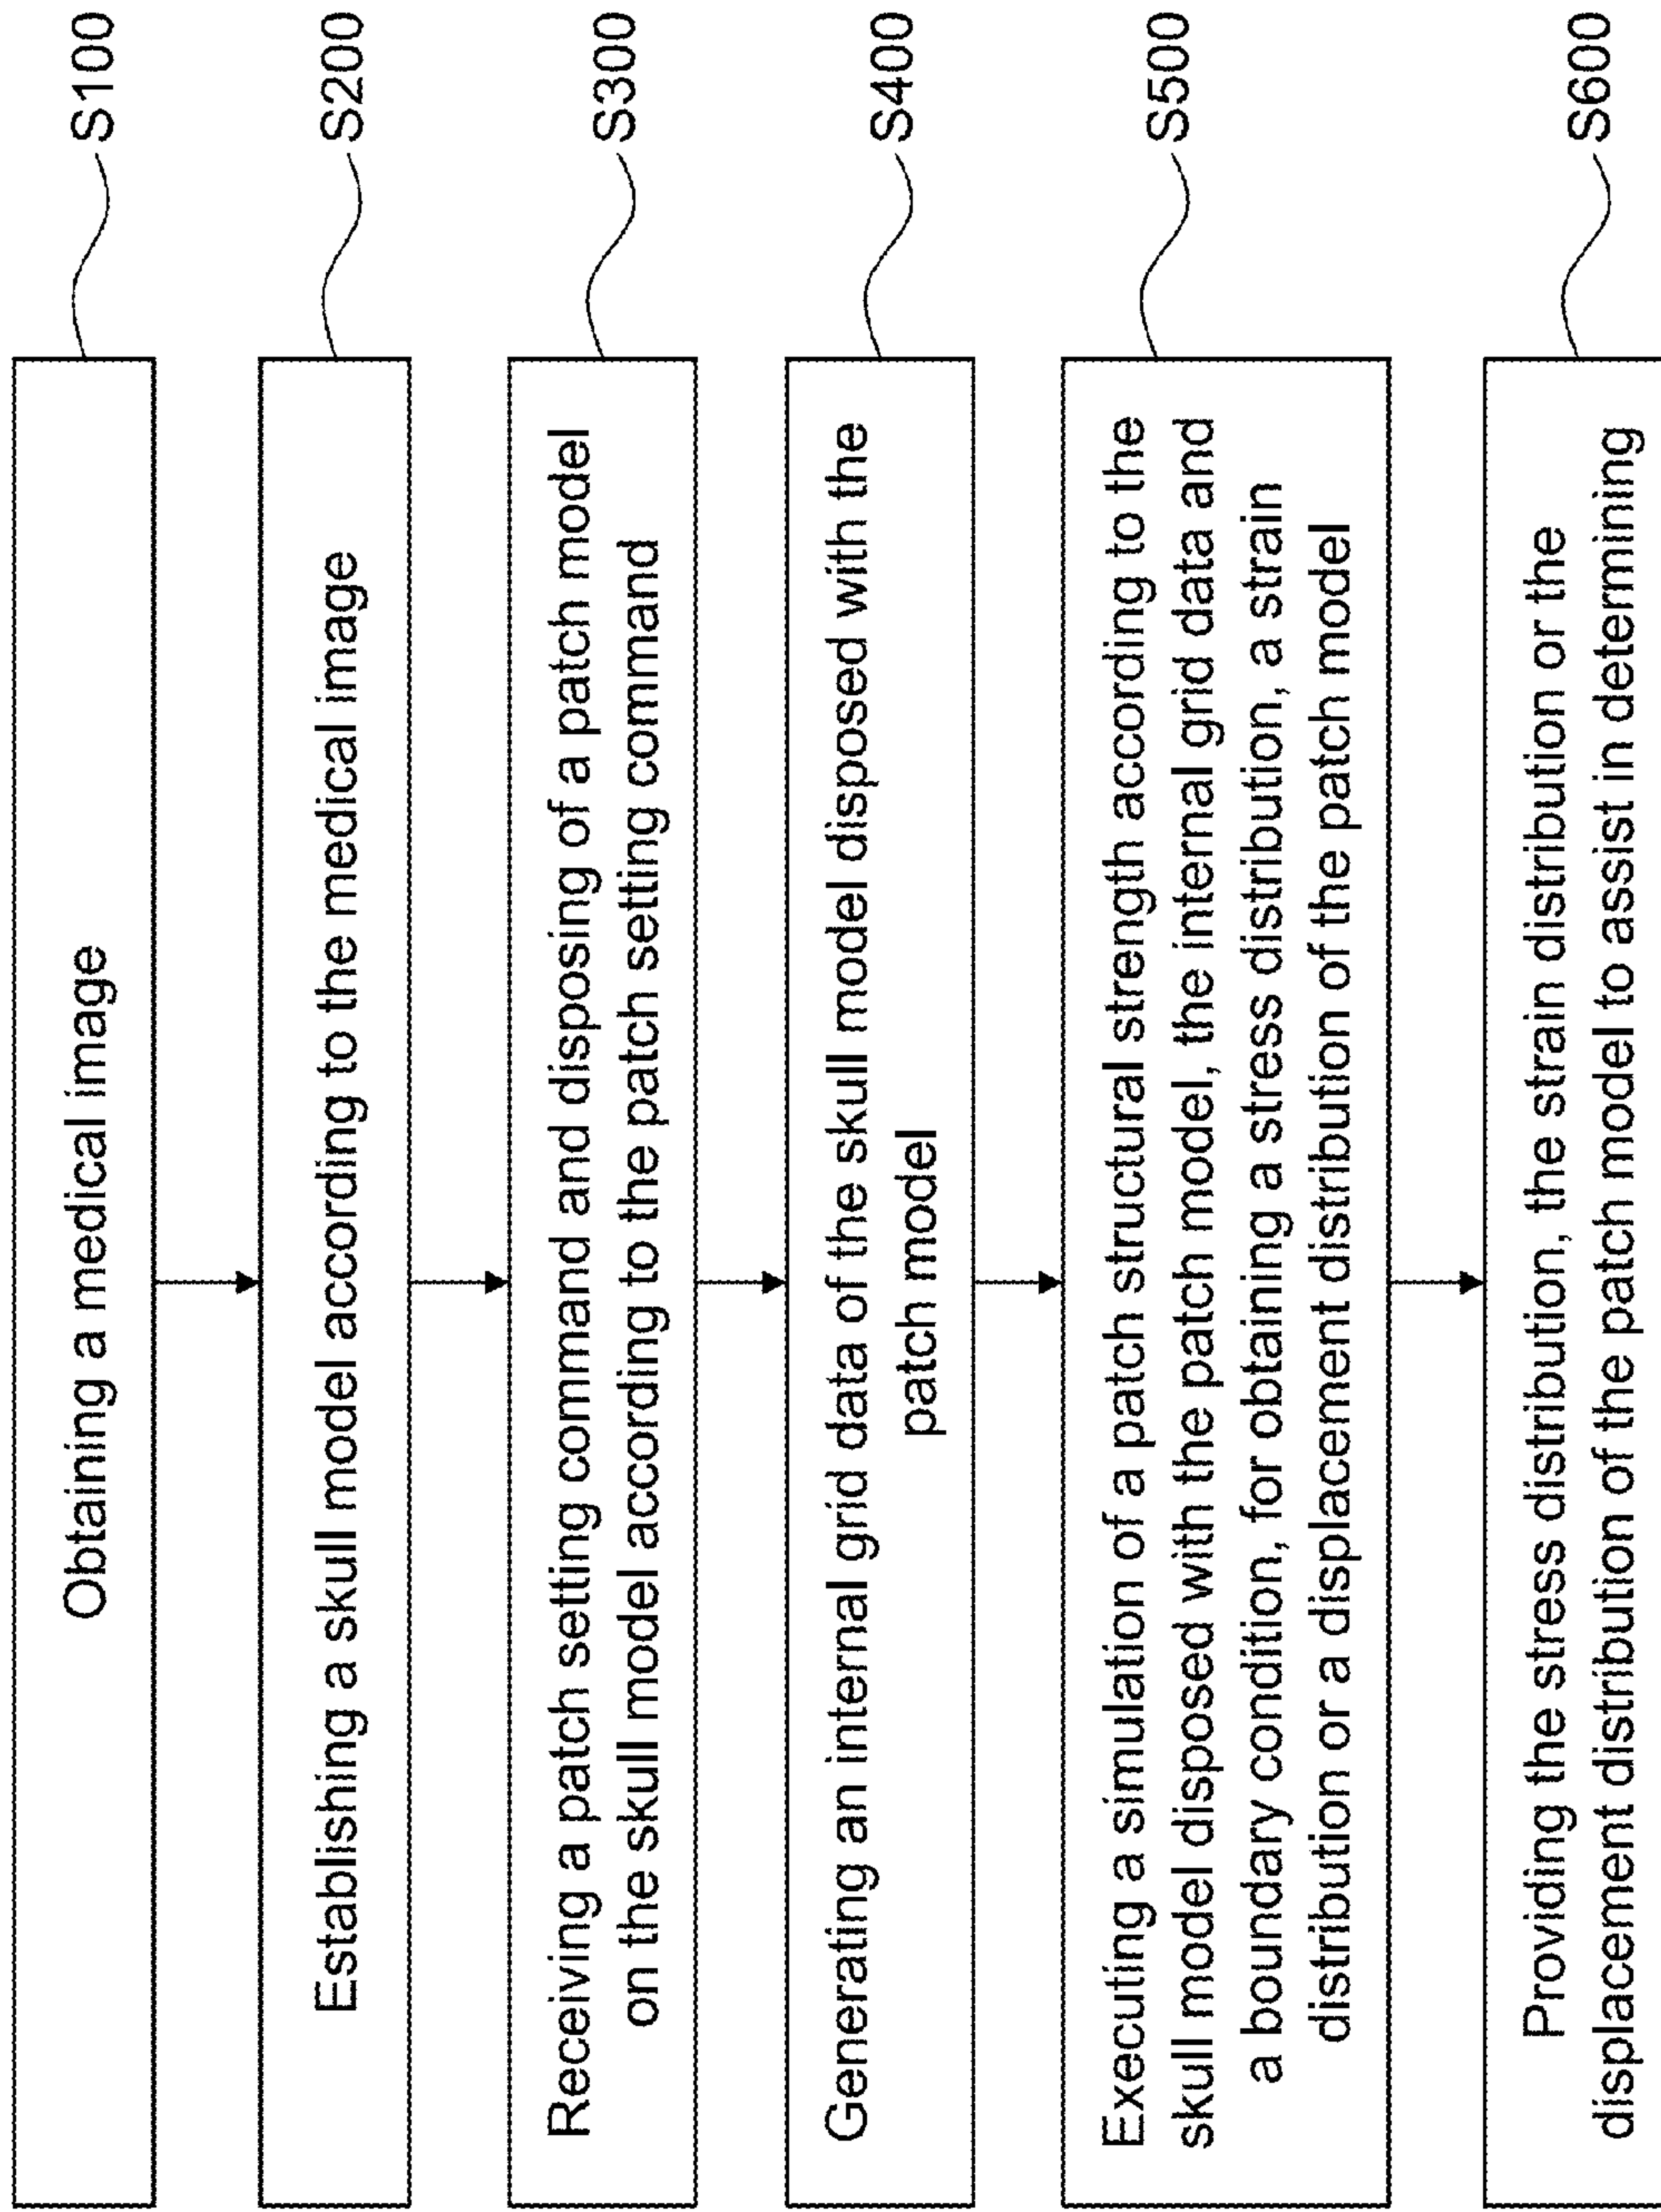 Obtaining a medical image
S100
Establishing a skull model according to the medical image
S200
Receiving a patch setting command and disposing of a patch model
on the skull model according to the patch setting command
S300
Generating an internal grid data of the skull model disposed with the
patch model
S400
Executing a simulation of a patch structural strength according to the
skull model disposed with the patch model, the internal grid data and
a boundary condition, for obtaining a stress distribution, a strain
distribution or a displacement distribution of the patch model
S500
Providing the stress distribution, the strain distribution or the
displacement distribution of the patch model to assist in determining
S600